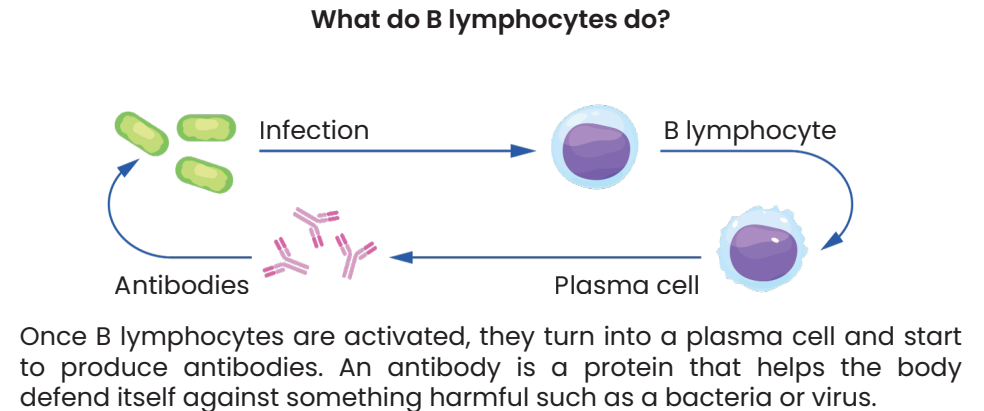 What do B lymphocytes do?
Infection
B lymphocyte
Antibodies
Plasma cell
Once B lymphocytes are activated, they turn into a plasma cell and start
to produce antibodies. An antibody is a protein that helps the body
defend itself against something harmful such as a bacteria or virus.